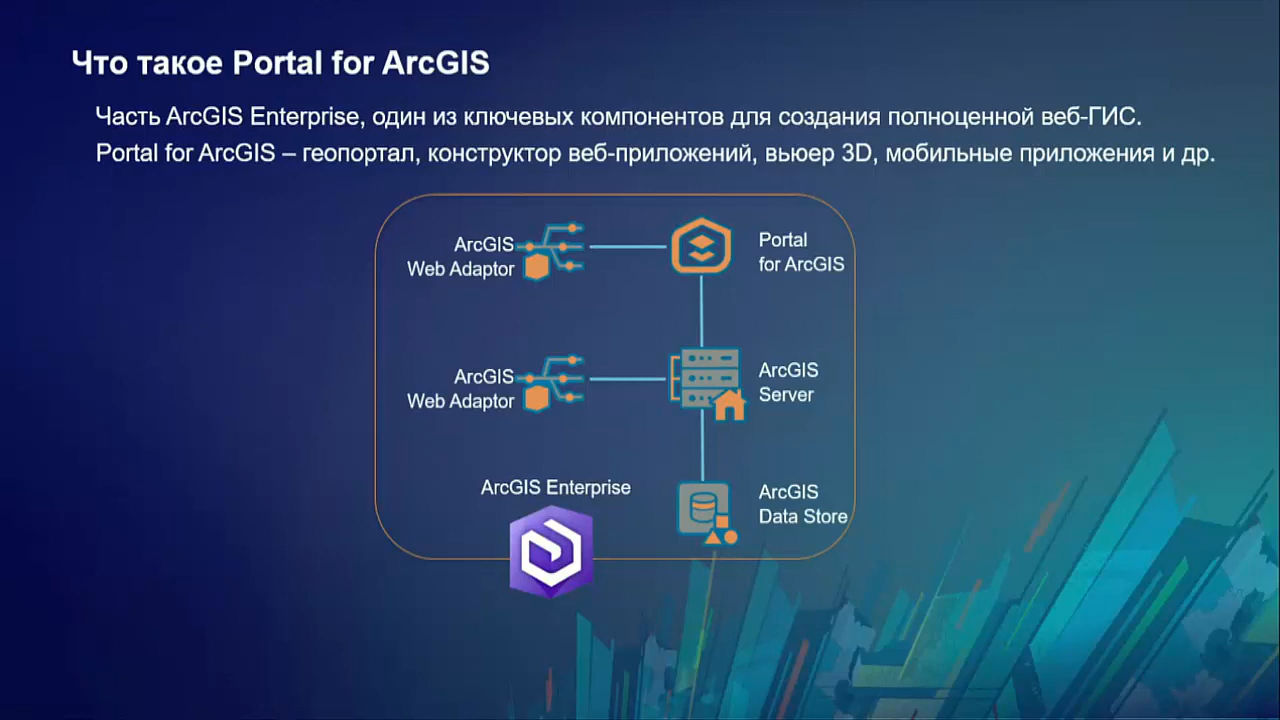 Что такое Portal for ArcGIS
Часть ArcGIS Enterprise, один из ключевых компонентов для создания полноценной веб-ГИС.
Portal for ArcGIS – геопортал, конструктор веб-приложений, вьюер 3D, мобильные приложения и др.
ArcGIS
Web Adaptor
Portal
for ArcGIS
ArcGIS
Web Adaptor
ArcGIS
Server
ArcGIS Enterprise
ArcGIS
Data Store